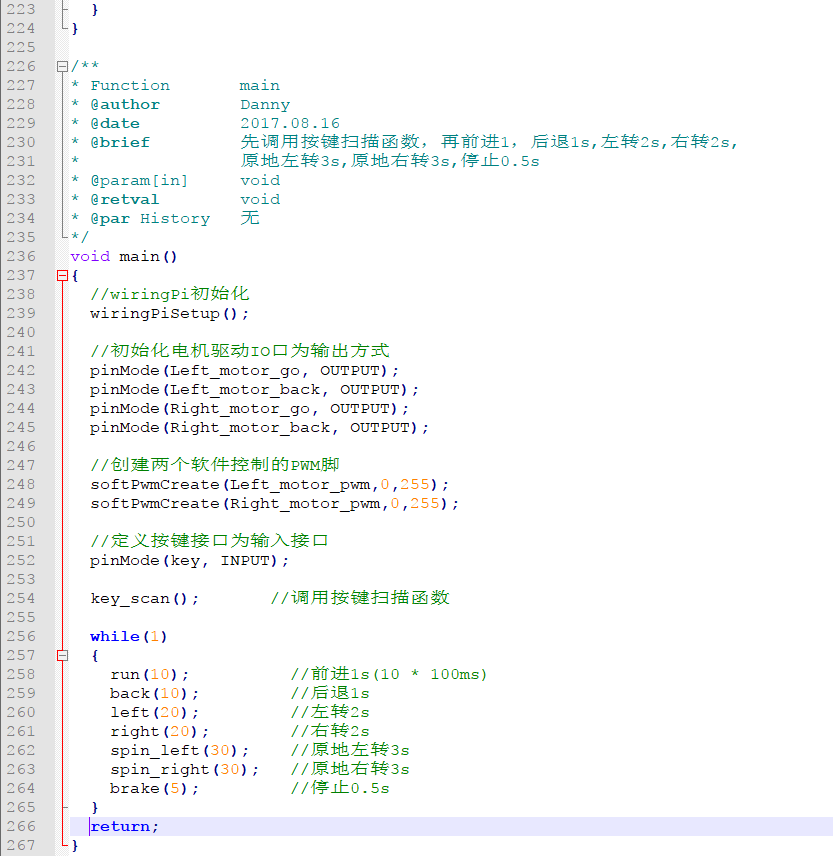 223 }
224 }
225
226 /**
227 * Function main
228 * @author Danny
229 * @date 2017.08.16
230 * @brief 先调用按键扫描函数，再前进1，后退1s,左转2s,右转2s,
231 * 原地左转3s,原地右转3s,停止0.5s
232 * @param[in] void
233 * @retval void
234 * @par History 无
235 */
236 void main()
237 {
238 //wiringPi初始化
239 wiringPiSetup();
240
241 //初始化电机驱动IO口为输出方式
242 pinMode(Left_motor_go, OUTPUT);
243 pinMode(Left_motor_back, OUTPUT);
244 pinMode(Right_motor_go, OUTPUT);
245 pinMode(Right_motor_back, OUTPUT);
246
247 //创建两个软件控制的PWM脚
248 softPwmCreate(Left_motor_pwm,0,255);
249 softPwmCreate(Right_motor_pwm,0,255);
250
251 //定义按键接口为输入接口
252 pinMode(key, INPUT);
253
254 key_scan(); //调用按键扫描函数
255
256 while(1)
257 {
258 run(10); //前进1s(10 * 100ms)
259 back(10); //后退1s
260 left(20); //左转2s
261 right(20); //右转2s
262 spin_left(30); //原地左转3s
263 spin_right(30); //原地右转3s
264 brake(5); //停止0.5s
265 }
266 return;
267 }